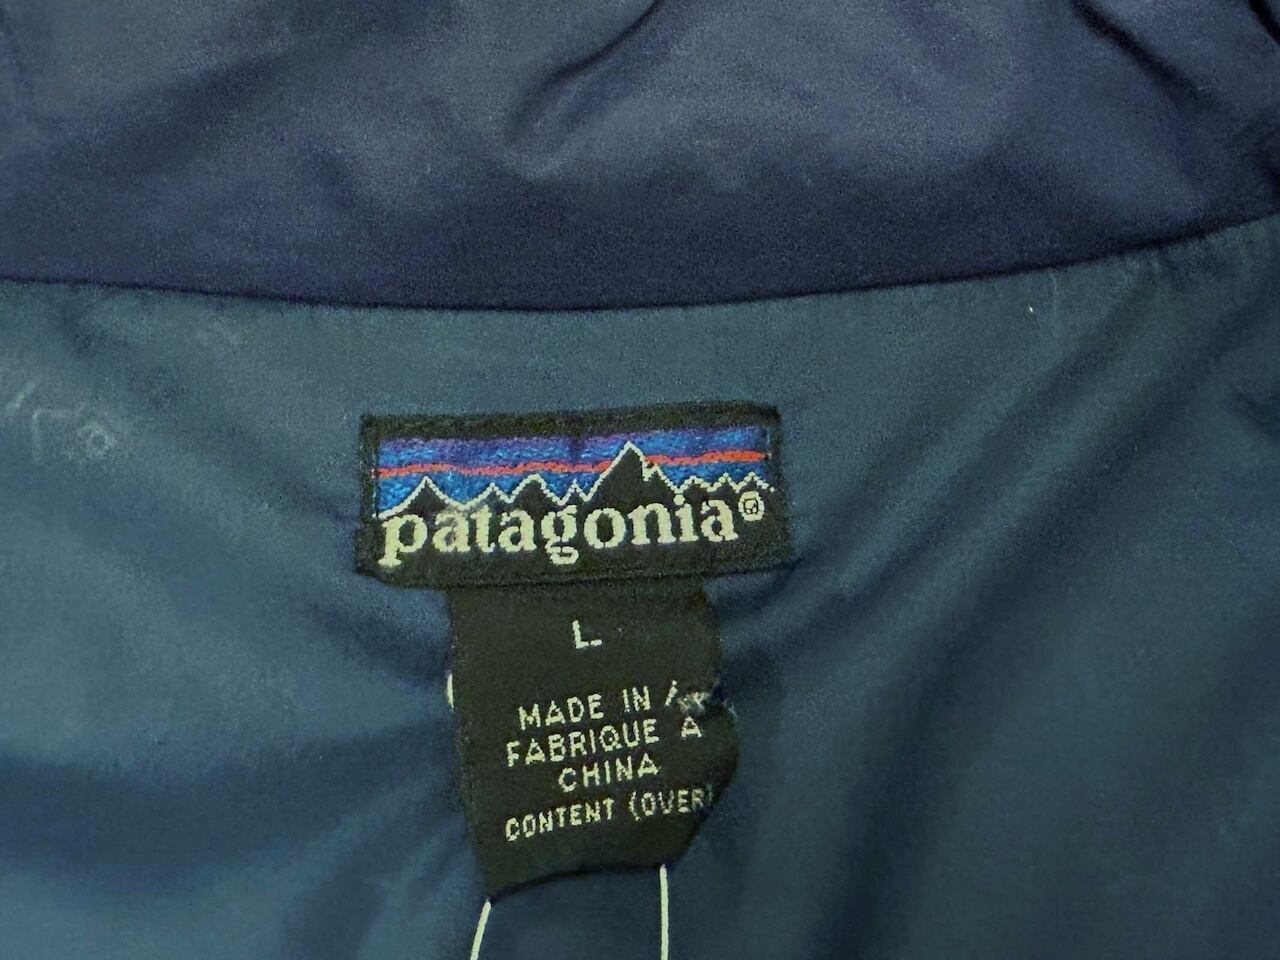 patagonia®
L
MADE IN
FABRIQUE A
CHINA
CONTENT (OVER)